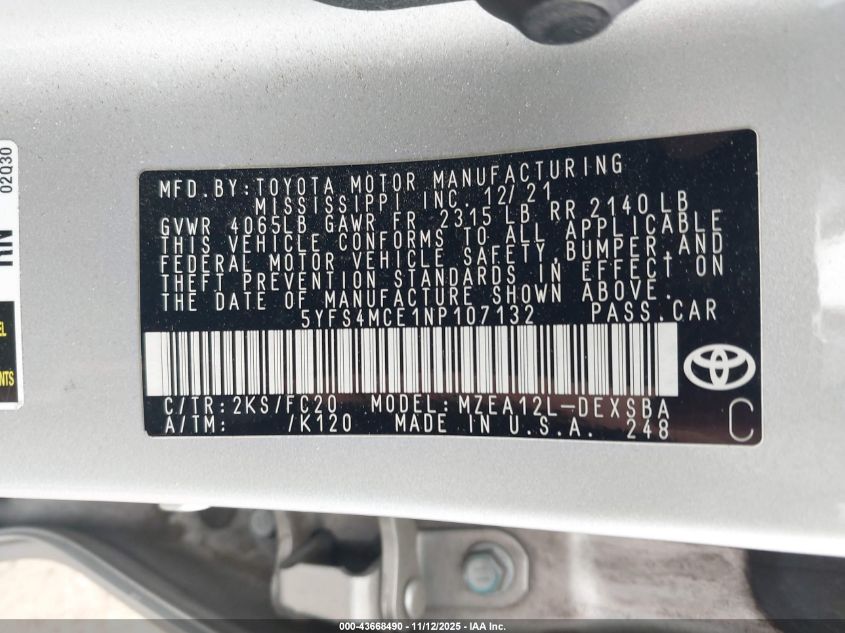 MFD.BY:TOYOTA MOTOR MANUFACTURING
MISSISSIPPI INC. 12/21
GVWR 4065LB GAWR FR 2315 LB RR 2140 LB
THIS VEHICLE CONFORMS TO ALL APPLICABLE
FEDERAL MOTOR VEHICLE SAFETY,BUMPER,AND
THEFT PREVENTION STANDARDS IN EFFECT ON
THE DATE OF MANUFACTURE SHOWN ABOVE.
5YFS4MCE1NP107132 PASS.CAR
C/TR:2KS/FC20 MODEL:MZEA12L-DEXSBA
A/TM: /K120 MADE IN U.S.A. 248
C
02Q30
RN
000-43668490 - 11/12/2025 - IAA Inc.